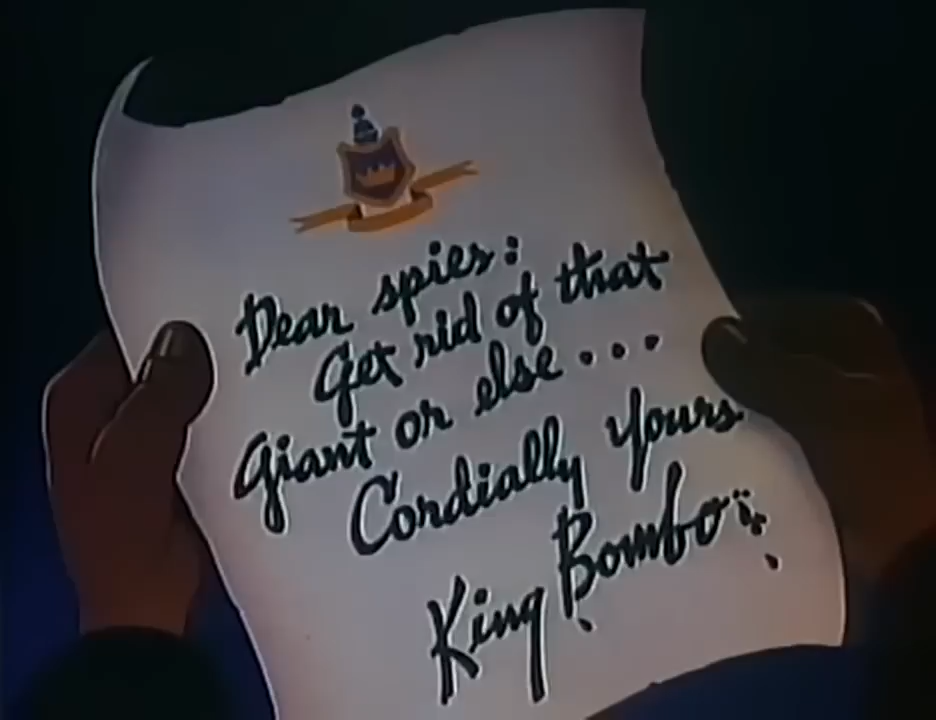 Dear spies:
Get rid of that
Giant or else...
Cordially Yours
King Bombo